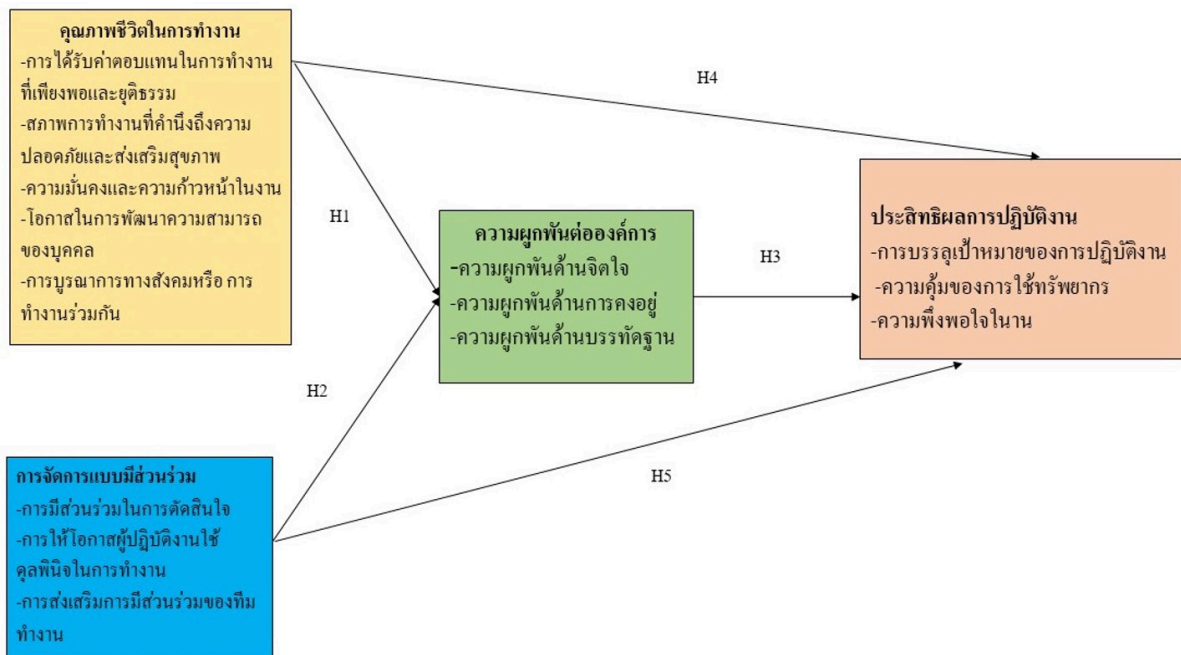 คุณภาพชีวิตในการทำงาน
-การได้รับค่าตอบแทนในการทำงาน
ที่เพียงพอและยุติธรรม
-สภาพการทำงานที่คำนึงถึงความ
ปลอดภัยและส่งเสริมสุขภาพ
-ความมั่นคงและความก้าวหน้าในงาน
-โอกาสในการพัฒนาความสามารถ
ของบุคคล
-การบูรณาการทางสังคมหรือ การ
ทำงานร่วมกัน
H4
H1
ความผูกพันต่อองค์การ
-ความผูกพันด้านจิตใจ
-ความผูกพันด้านการคงอยู่
-ความผูกพันด้านบรรทัดฐาน
H3
ประสิทธิผลการปฏิบัติงาน
-การบรรลุเป้าหมายของการปฏิบัติงาน
-ความคุ้มของการใช้ทรัพยากร
-ความพึงพอใจในาน
H2
การจัดการแบบมีส่วนร่วม
-การมีส่วนร่วมในการตัดสินใจ
-การให้โอกาสผู้ปฏิบัติงานใช้
ดุลพินิจในการทำงาน
-การส่งเสริมการมีส่วนร่วมของทีม
ทำงาน
H5